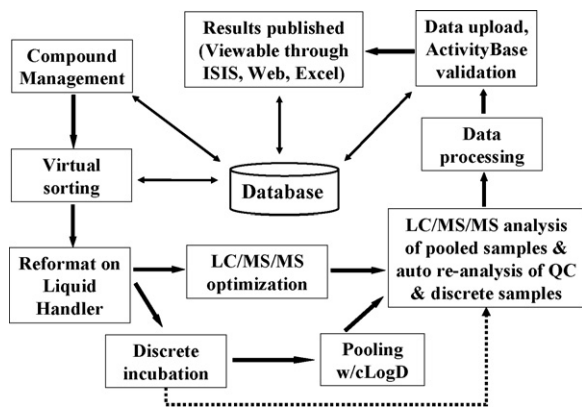 Compound
Management
Results published
(Viewable through
ISIS, Web, Excel)
Data upload,
ActivityBase
validation
Virtual
sorting
Database
Data
processing
Reformat on
Liquid
Handler
LC/MS/MS
optimization
LC/MS/MS analysis
of pooled samples &
auto re-analysis of QC
& discrete samples
Discrete
incubation
Pooling
w/cLogD